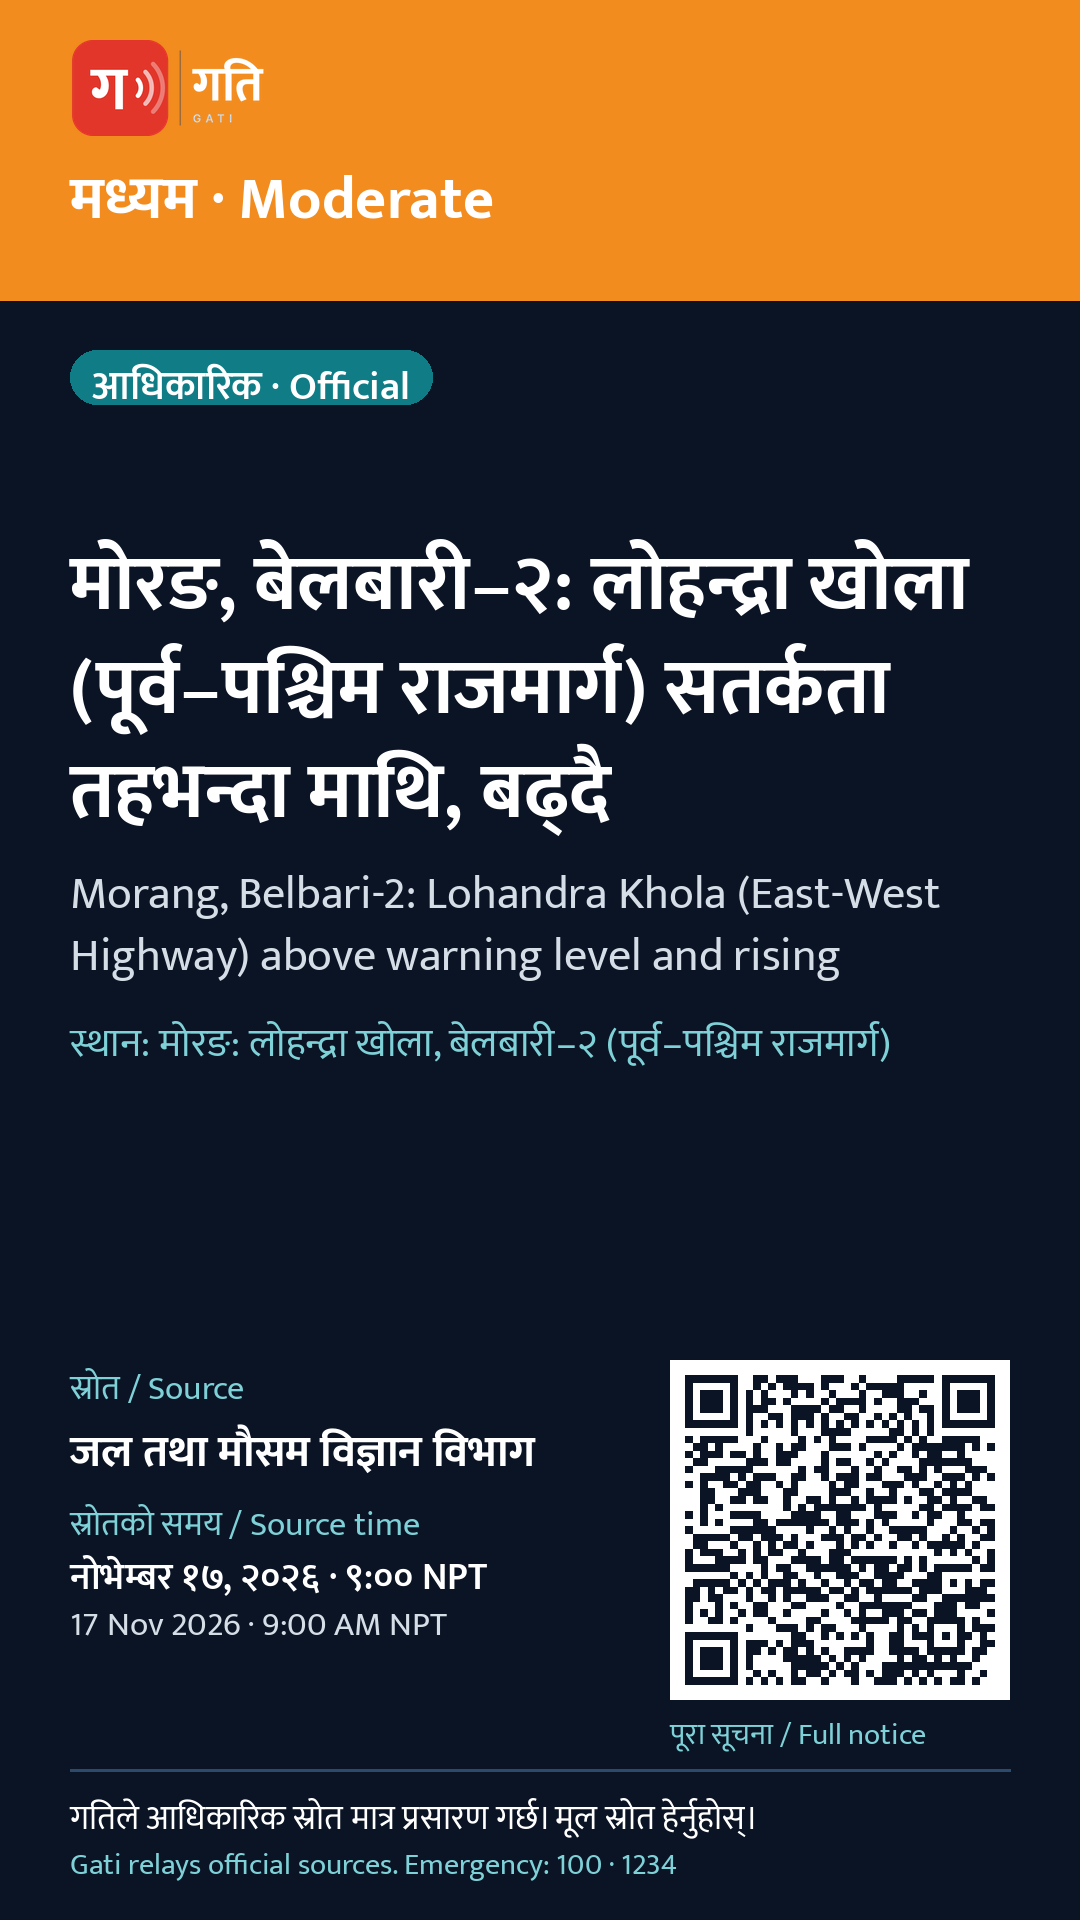 ग
गति
GATI
मध्यम · Moderate
आधिकारिक · Official
मोरङ, बेलबारी–२: लोहन्द्रा खोला
(पूर्व–पश्चिम राजमार्ग) सतर्कता
तहभन्दा माथि, बढ्दै
Morang, Belbari-2: Lohandra Khola (East-West
Highway) above warning level and rising
स्थान: मोरङ: लोहन्द्रा खोला, बेलबारी–२ (पूर्व–पश्चिम राजमार्ग)
स्रोत / Source
जल तथा मौसम विज्ञान विभाग
स्रोतको समय / Source time
नोभेम्बर १७, २०२६ · ९:०० NPT
17 Nov 2026 · 9:00 AM NPT
पूरा सूचना / Full notice
गतिले आधिकारिक स्रोत मात्र प्रसारण गर्छ। मूल स्रोत हेर्नुहोस्।
Gati relays official sources. Emergency: 100 · 1234